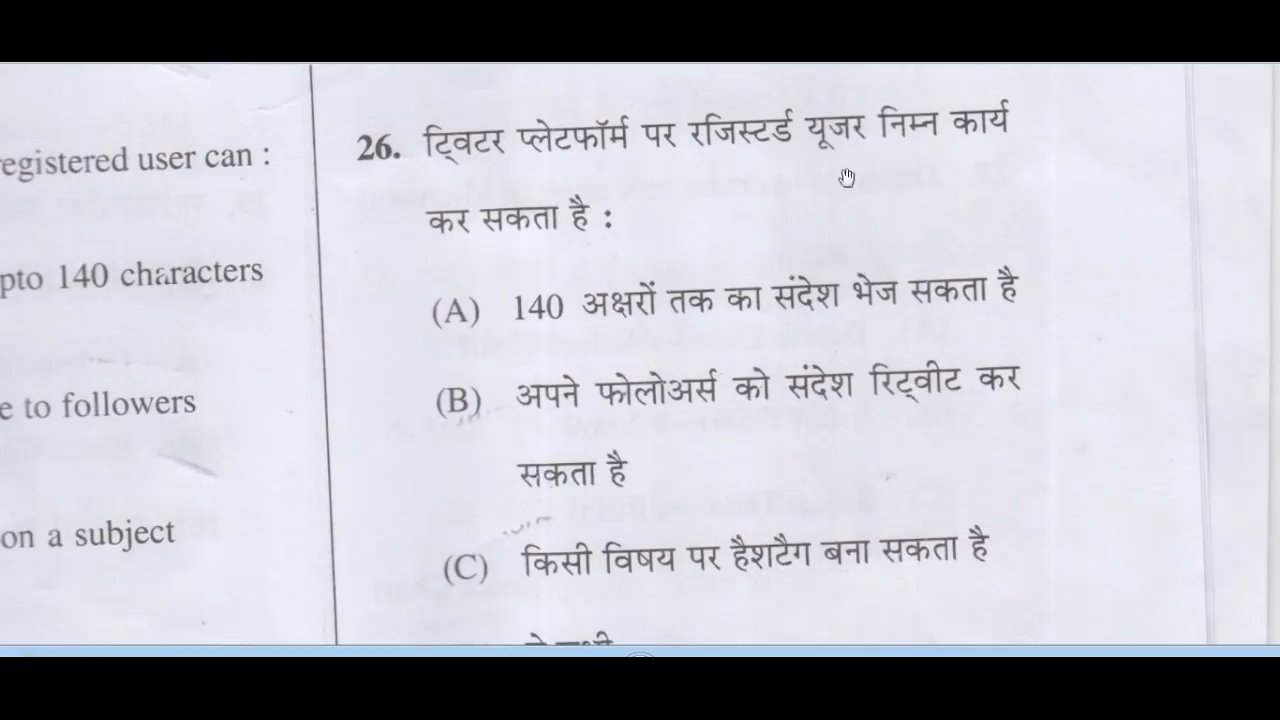 registered user can :
pto 140 characters
e to followers
on a subject
26. ट्विटर प्लेटफॉर्म पर रजिस्टर्ड यूजर निम्न कार्य
कर सकता है :
(A) 140 अक्षरों तक का संदेश भेज सकता है
(B) अपने फोलोअर्स को संदेश रिट्वीट कर
सकता है
(C) किसी विषय पर हैशटैग बना सकता है